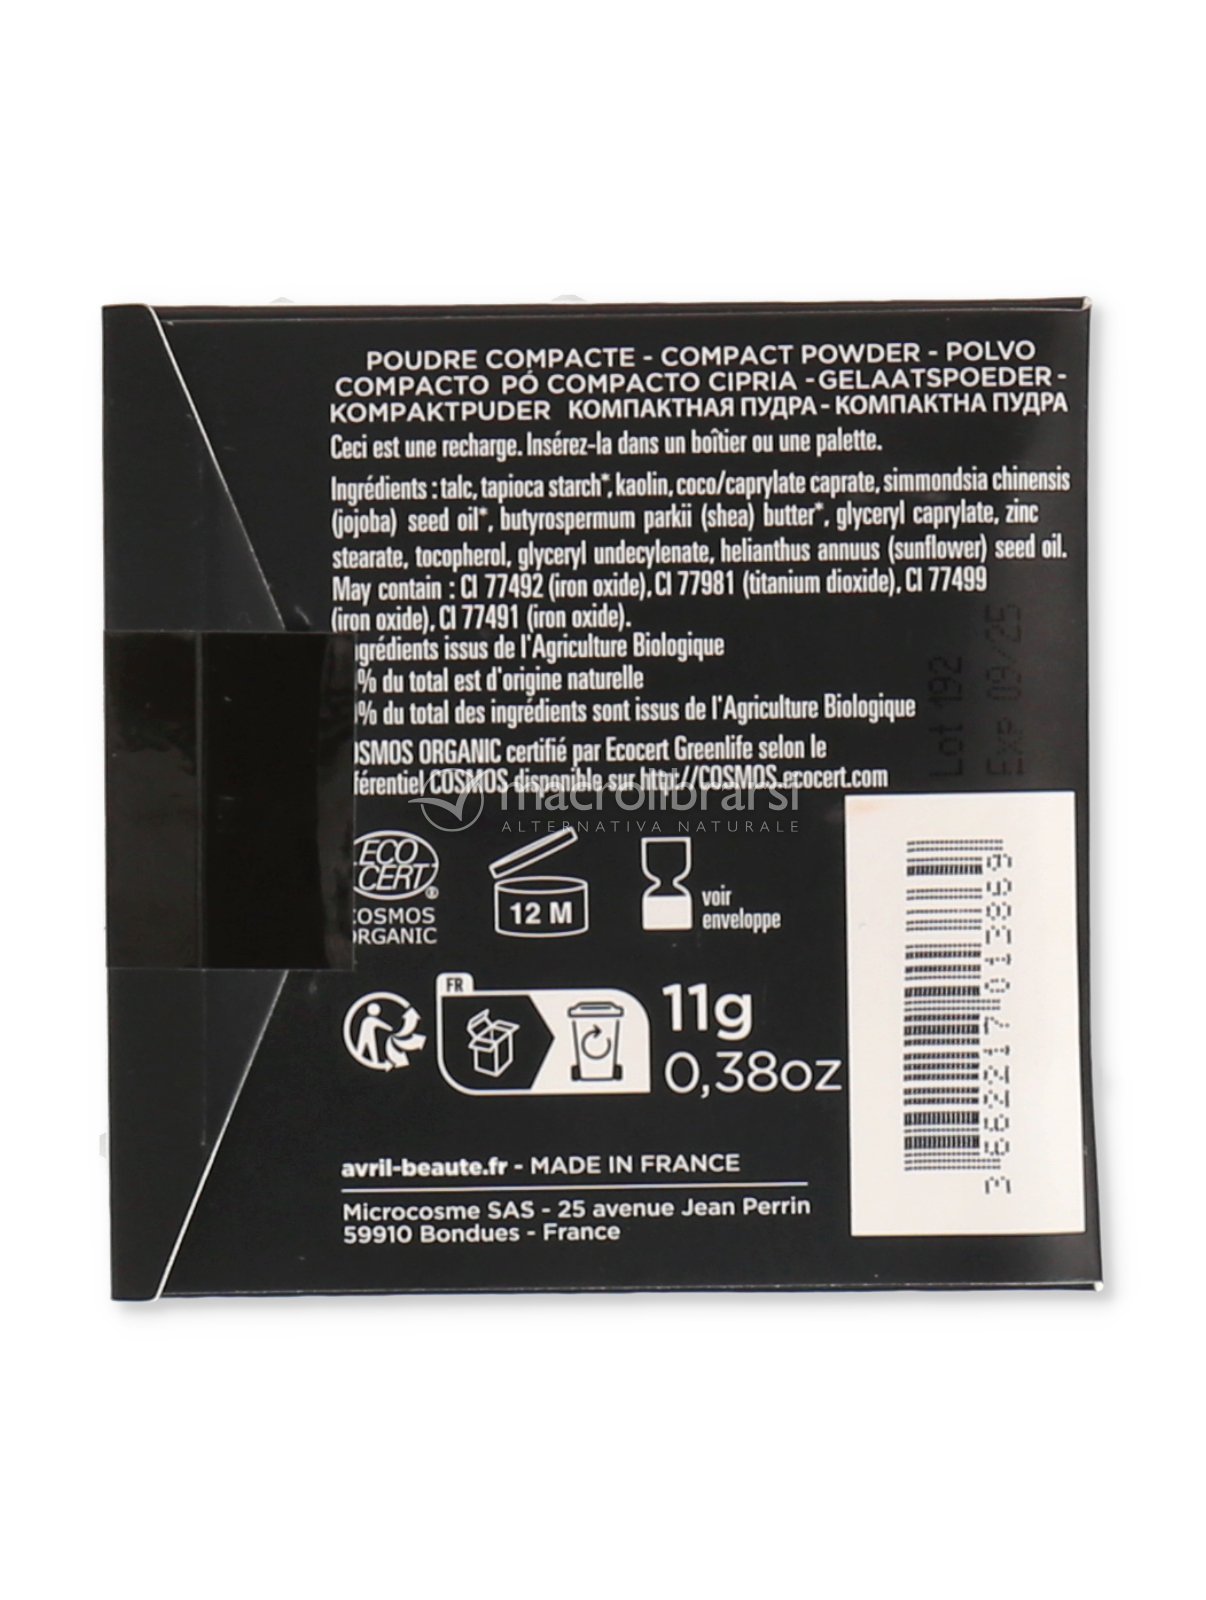 POUDRE COMPACTE - COMPACT POWDER - POLVO
COMPACTO PÓ COMPACTO CIPRIA -GELAATSPOEDER -
KOMPAKTPUDER КОМПАКТНАЯ ПУДРА - КОМПАКТНА ПУДРА
Ceci est une recharge. Insérez-la dans un boîtier ou une palette.
Ingrédients : talc, tapioca starch*, kaolin, coco/caprylate caprate, simmondsia chinensis
(jojoba) seed oil*, butyrospermum parkii (shea) butter*, glyceryl caprylate, zinc
stearate, tocopherol, glyceryl undecylenate, helianthus annuus (sunflower) seed oil.
May contain : CI 77492 (iron oxide), CI 77981 (titanium dioxide), CI 77499
(iron oxide), CI 77491 (iron oxide).
grédients issus de l'Agriculture Biologique
% du total est d'origine naturelle
% du total des ingrédients sont issus de l'Agriculture Biologique
OSMOS ORGANIC certifié par Ecocert Greenlife selon le
férentiel COSMOS disponible sur http://COSMOS.ecocert.com
Lot 192
Exp 09/25
macrolibrarsi
ALTERNATIVA NATURALE
ECO
CERT®
COSMOS
ORGANIC
12 M
voir
enveloppe
FR
11g
0,38oz
3662217013869
avril-beaute.fr - MADE IN FRANCE
Microcosme SAS - 25 avenue Jean Perrin
59910 Bondues - France